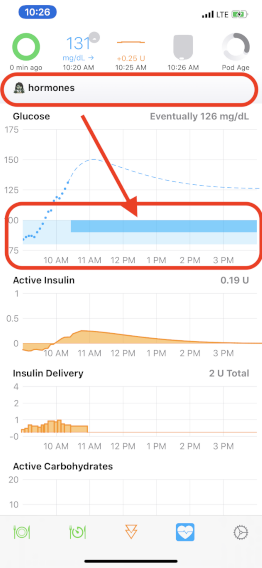 10:26
LTE
131
mg/dL →
+0.25 U
0 min ago
10:20 AM
10:25 AM
10:26 AM
Pod Age
hormones
Glucose
Eventually 126 mg/dL
175
150
125
100
75
10 AM 11 AM 12 PM 1 PM 2 PM 3 PM
Active Insulin
0.19 U
1
0.5
0
10 AM 11 AM 12 PM 1 PM 2 PM 3 PM
Insulin Delivery
2 U Total
4
2
1
-0
10 AM 11 AM 12 PM 1 PM 2 PM 3 PM
Active Carbohydrates
20
10